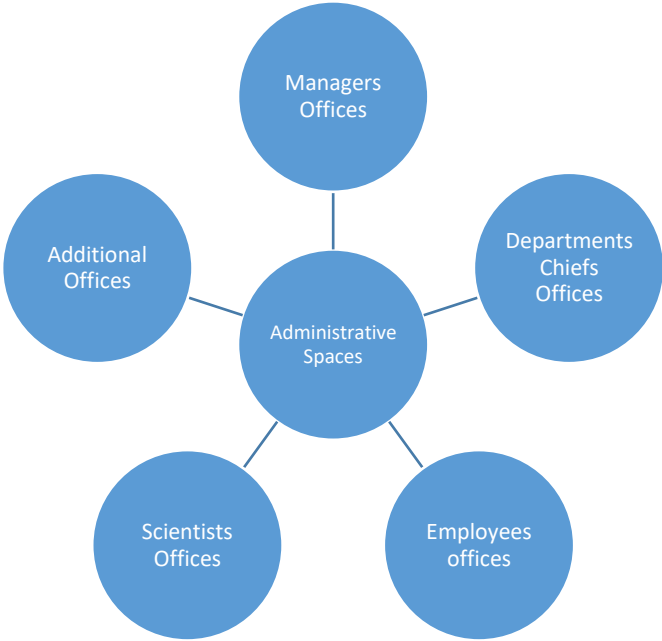 Managers
Offices
Departments
Chiefs
Offices
Additional
Offices
Administrative
Spaces
Scientists
Offices
Employees
offices